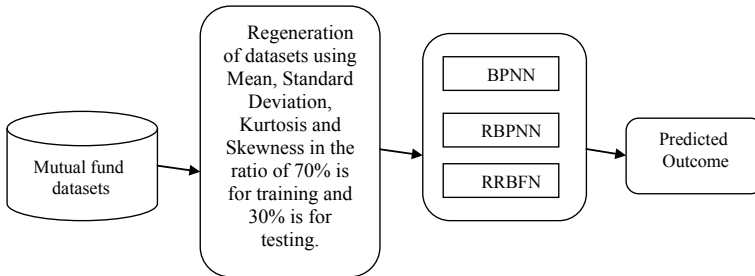 Mutual fund
datasets
Regeneration
of datasets using
Mean, Standard
Deviation,
Kurtosis and
Skewness in the
ratio of 70% is
for training and
30% is for
testing.
BPNN
RBPNN
RRBFN
Predicted
Outcome